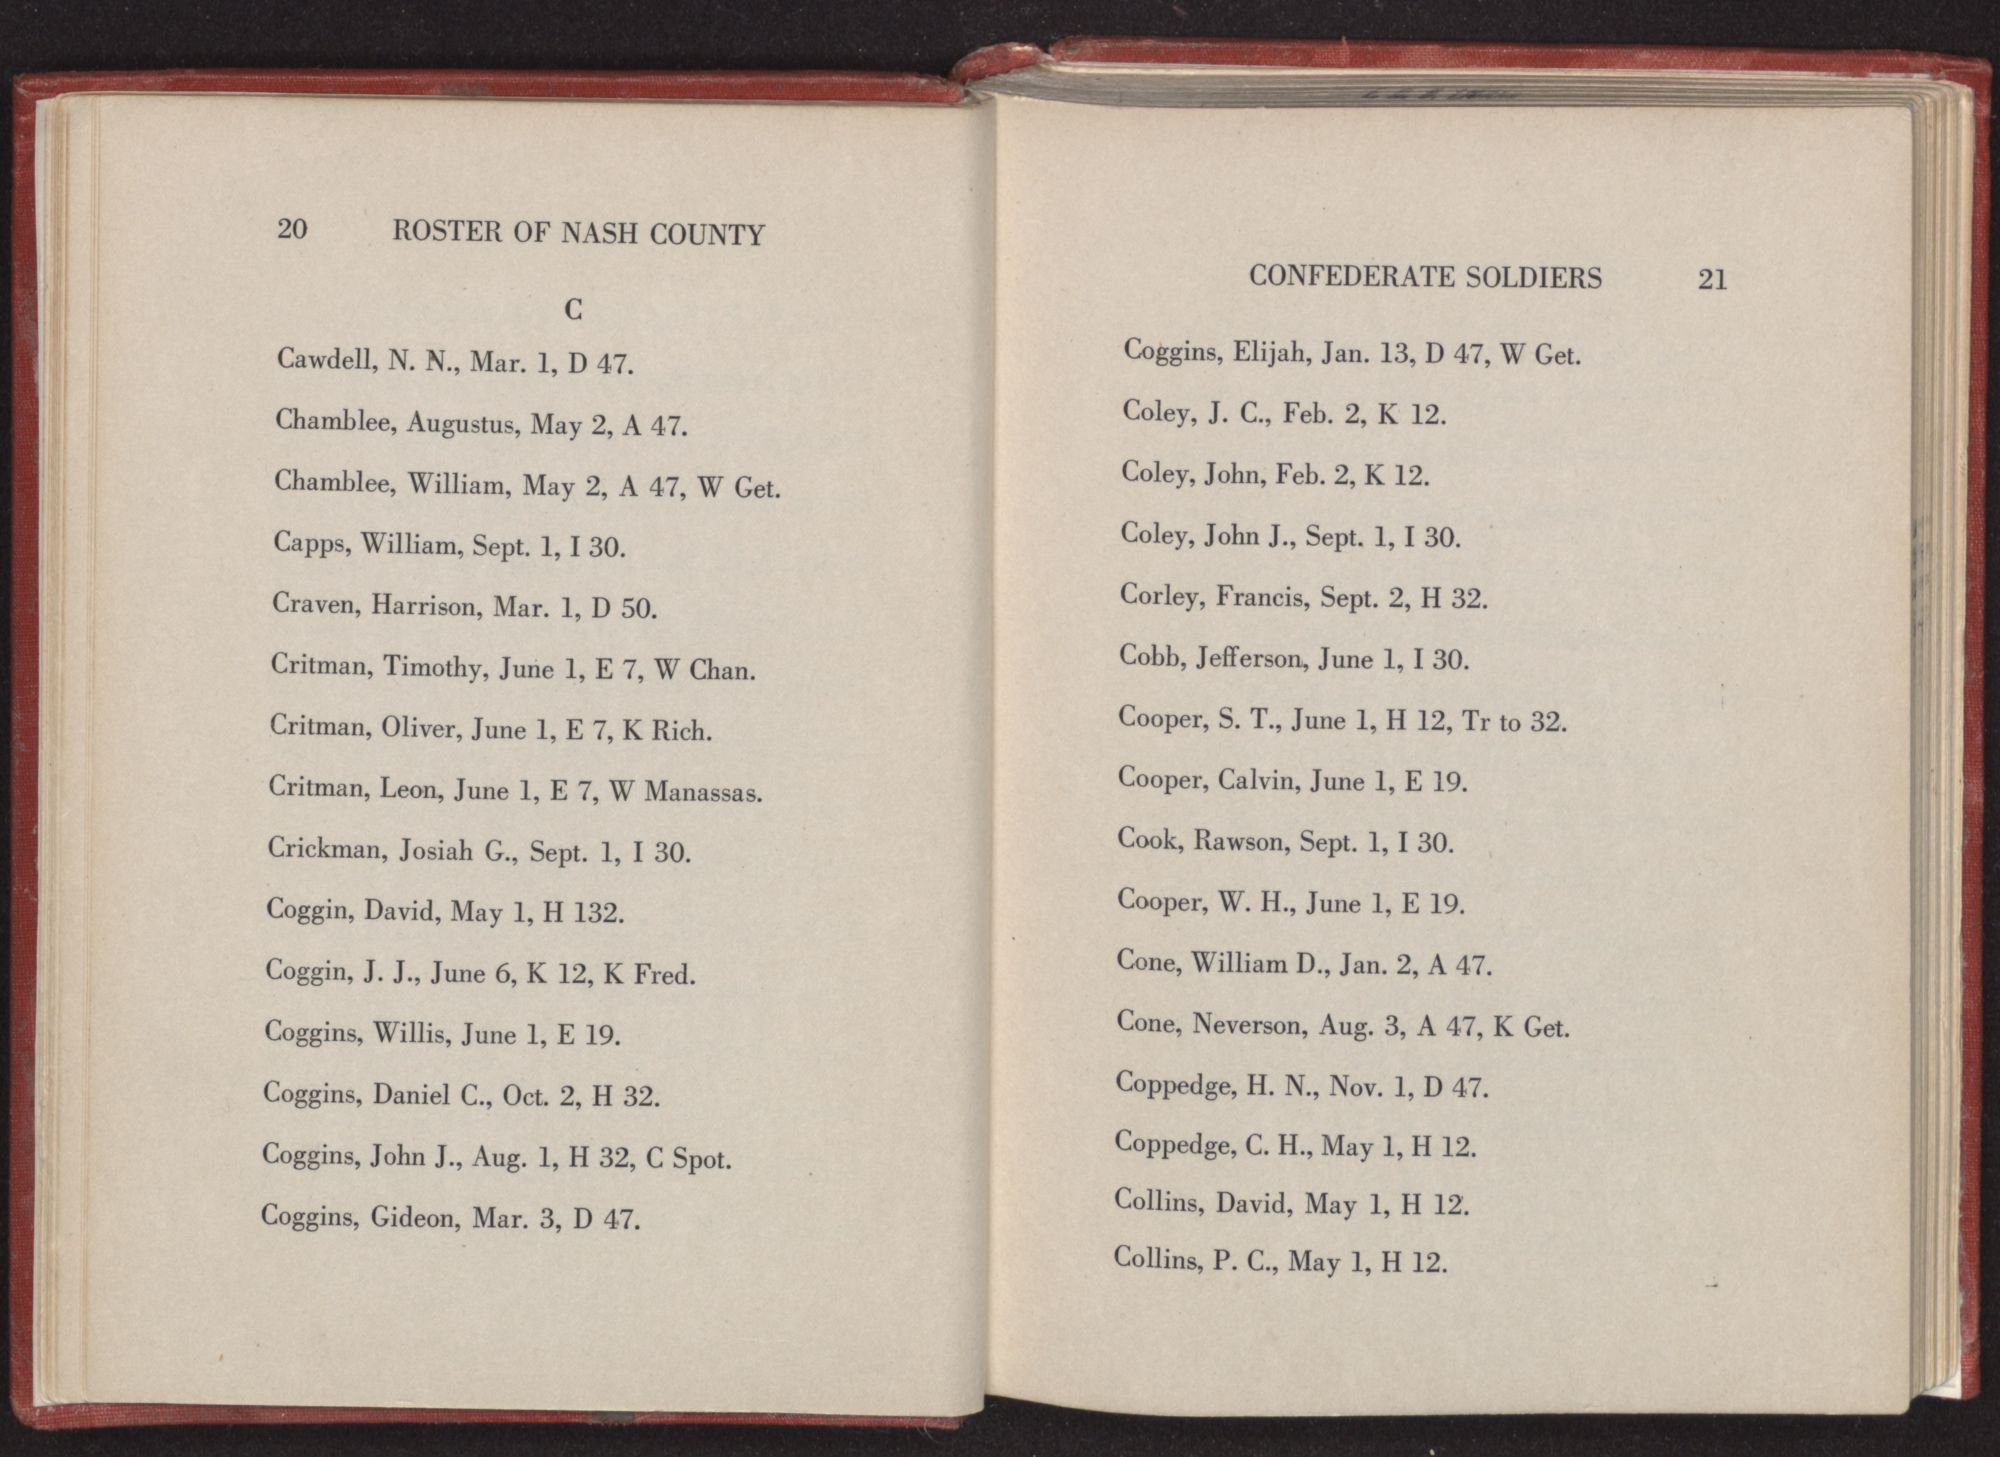 20 ROSTER OF NASH COUNTY
C
Cawdell, N. N., Mar. 1, D 47.
Chamblee, Augustus, May 2, A 47.
Chamblee, William, May 2, A 47, W Get.
Capps, William, Sept. 1, I 30.
Craven, Harrison, Mar. 1, D 50.
Critman, Timothy, June 1, E 7, W Chan.
Critman, Oliver, June 1, E 7, K Rich.
Critman, Leon, June 1, E 7, W Manassas.
Crickman, Josiah G., Sept. 1, I 30.
Coggin, David, May 1, H 132.
Coggin, J. J., June 6, K 12, K Fred.
Coggins, Willis, June 1, E 19.
Coggins, Daniel C., Oct. 2, H 32.
Coggins, John J., Aug. 1, H 32, C Spot.
Coggins, Gideon, Mar. 3, D 47.
CONFEDERATE SOLDIERS 21
Coggins, Elijah, Jan. 13, D 47, W Get.
Coley, J. C., Feb. 2, K 12.
Coley, John, Feb. 2, K 12.
Coley, John J., Sept. 1, I 30.
Corley, Francis, Sept. 2, H 32.
Cobb, Jefferson, June 1, I 30.
Cooper, S. T., June 1, H 12, Tr to 32.
Cooper, Calvin, June 1, E 19.
Cook, Rawson, Sept. 1, I 30.
Cooper, W. H., June 1, E 19.
Cone, William D., Jan. 2, A 47.
Cone, Neverson, Aug. 3, A 47, K Get.
Coppedge, H. N., Nov. 1, D 47.
Coppedge, C. H., May 1, H 12.
Collins, David, May 1, H 12.
Collins, P. C., May 1, H 12.